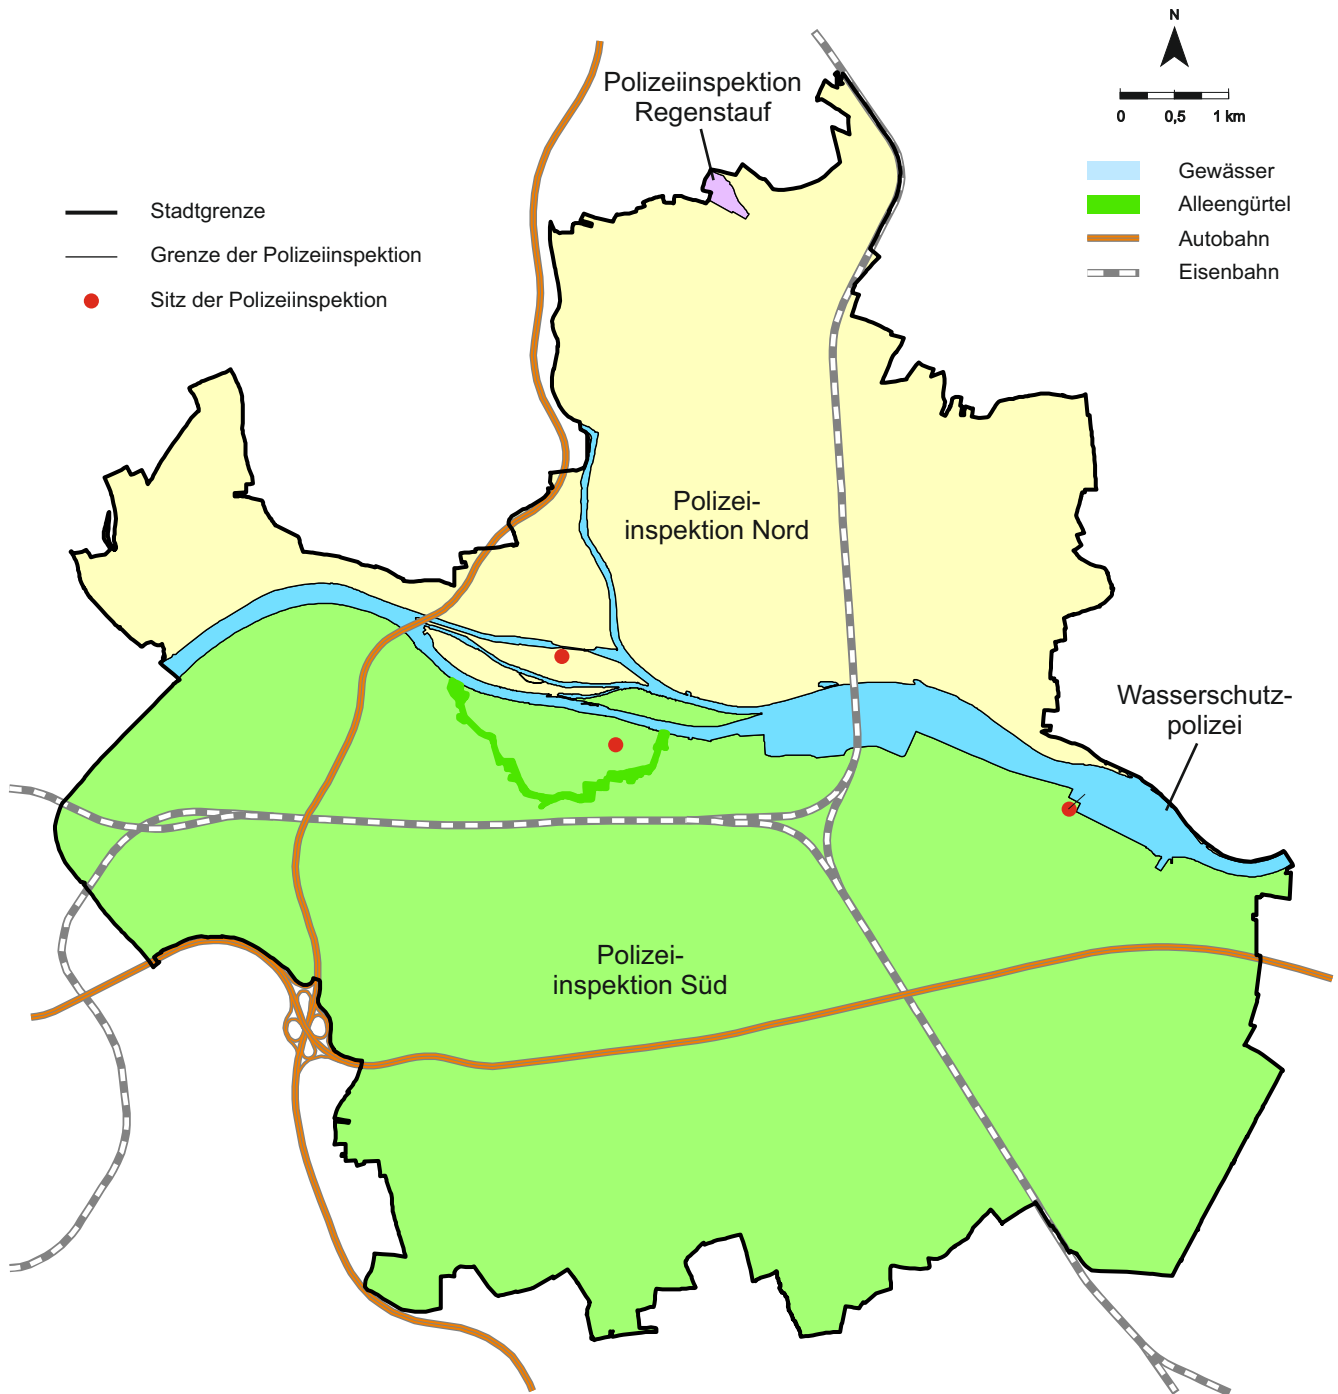 N
0 0,5 1 km
Polizeiinspektion
Regenstauf
Gewässer
Alleengürtel
Autobahn
Eisenbahn
Stadtgrenze
Grenze der Polizeiinspektion
Sitz der Polizeiinspektion
Polizei-
inspektion Nord
Wasserschutz-
polizei
Polizei-
inspektion Süd